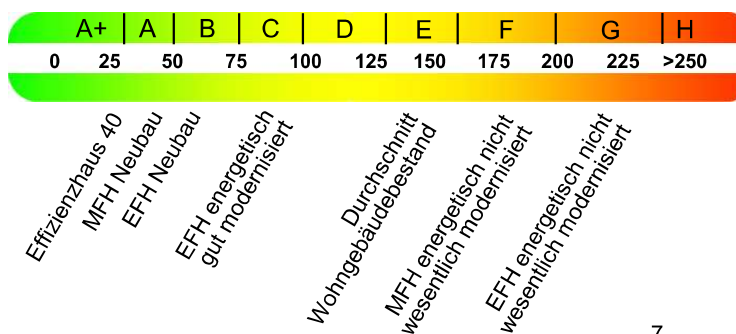 A+ A B C D E F G H
0 25 50 75 100 125 150 175 200 225 >250
Effizienzhaus 40
MFH Neubau
EFH Neubau
EFH energetisch
gut modernisiert
Durchschnitt
Wohngebäudebestand
MFH energetisch nicht
wesentlich modernisiert
EFH energetisch nicht
wesentlich modernisiert
7